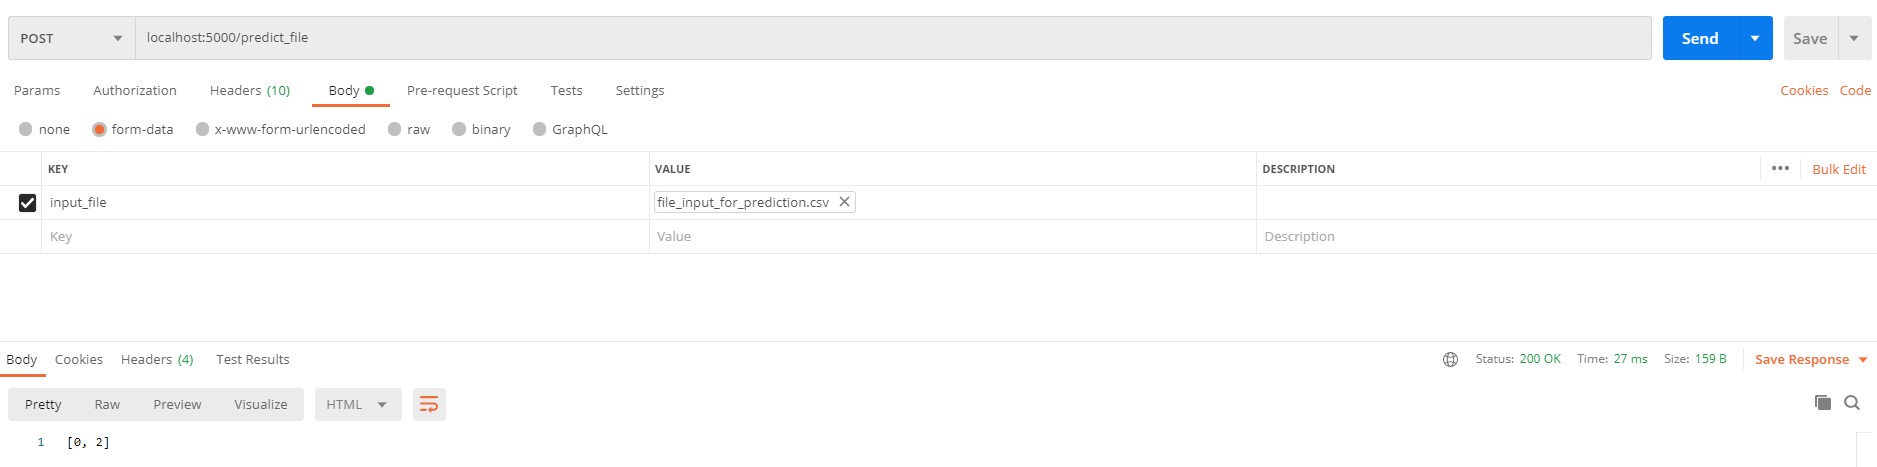 POST localhost:5000/predict_file Send Save
Params Authorization Headers (10) Body Pre-request Script Tests Settings Cookies Code
none form-data x-www-form-urlencoded raw binary GraphQL
KEY VALUE DESCRIPTION ••• Bulk Edit
input_file file_input_for_prediction.csv
Key Value Description
Body Cookies Headers (4) Test Results Status: 200 OK Time: 27 ms Size: 159 B Save Response
Pretty Raw Preview Visualize HTML
1 [0, 2]